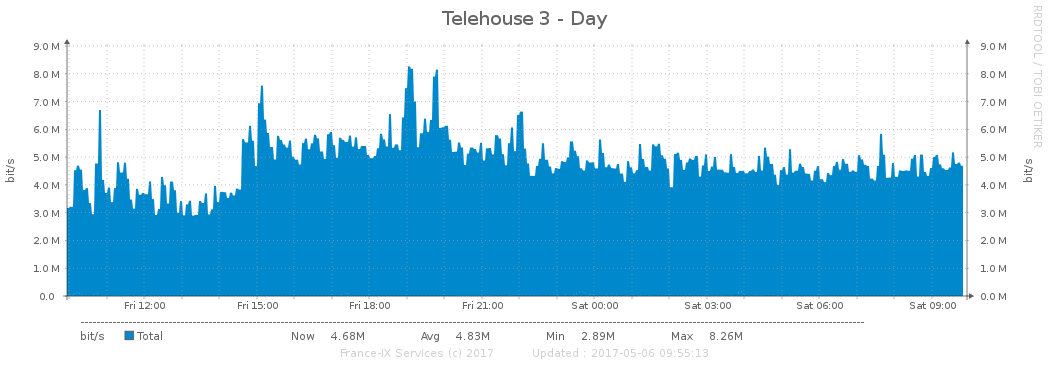 Telehouse 3 - Day
RRDTOOL / TOBI OETIKER
9.0 M 9.0 M
8.0 M 8.0 M
7.0 M 7.0 M
6.0 M 6.0 M
5.0 M 5.0 M
4.0 M 4.0 M
3.0 M 3.0 M
2.0 M 2.0 M
1.0 M 1.0 M
0.0 0.0 M
bit/s
bit/s
Fri 12:00 Fri 15:00 Fri 18:00 Fri 21:00 Sat 00:00 Sat 03:00 Sat 06:00 Sat 09:00
bit/s Total Now 4.68M Avg 4.83M Min 2.89M Max 8.26M
France-IX Services (c) 2017 Updated : 2017-05-06 09:55:13